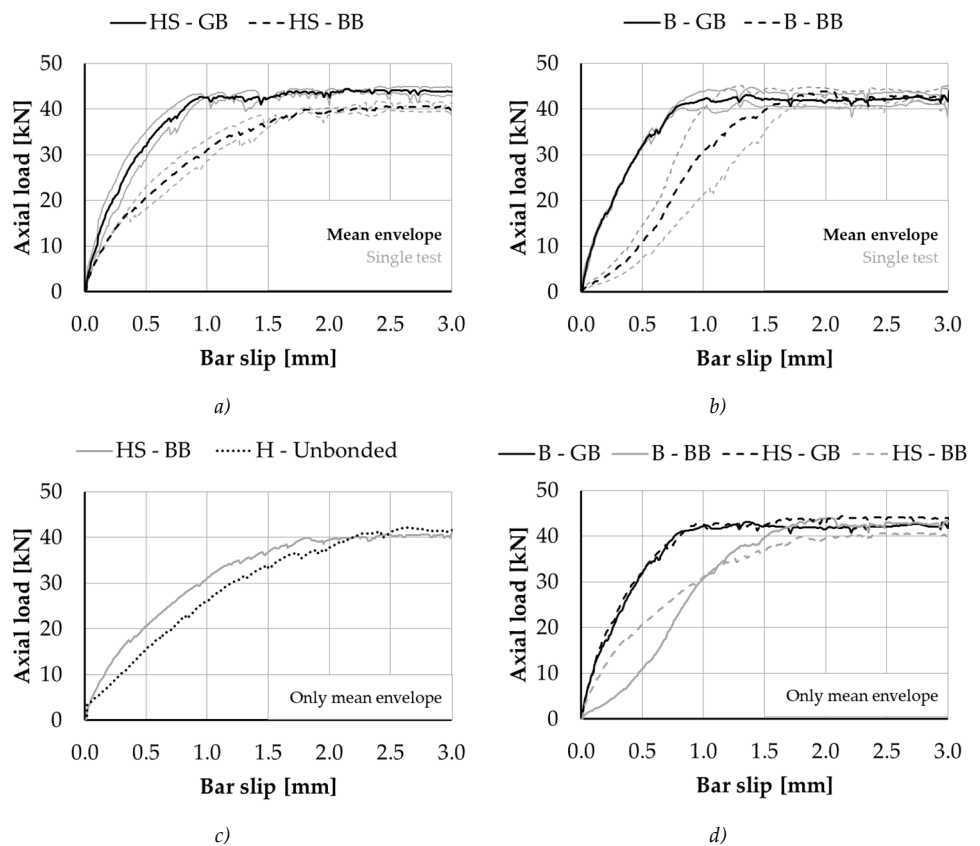 HS - GB HS - BB
Axial load [kN]
50
40
30
20
10
0
Mean envelope
Single test
0.0 0.5 1.0 1.5 2.0 2.5 3.0
Bar slip [mm]
a)
B - GB B - BB
Axial load [kN]
50
40
30
20
10
0
Mean envelope
Single test
0.0 0.5 1.0 1.5 2.0 2.5 3.0
Bar slip [mm]
b)
HS - BB H - Unbonded
Axial load [kN]
50
40
30
20
10
0
Only mean envelope
0.0 0.5 1.0 1.5 2.0 2.5 3.0
Bar slip [mm]
c)
B - GB B - BB HS - GB HS - BB
Axial load [kN]
50
40
30
20
10
0
Only mean envelope
0.0 0.5 1.0 1.5 2.0 2.5 3.0
Bar slip [mm]
d)